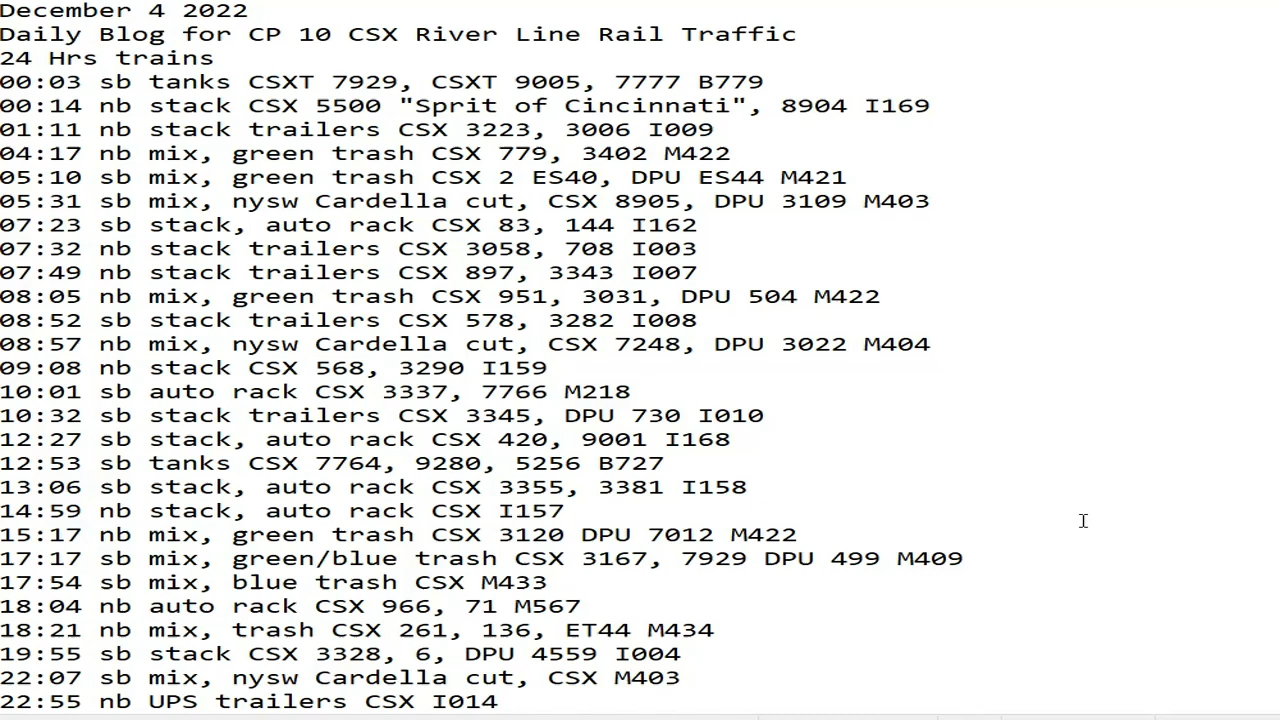 December 4 2022
Daily Blog for CP 10 CSX River Line Rail Traffic
24 Hrs trains
00:03 sb tanks CSXT 7929, CSXT 9005, 7777 B779
00:14 nb stack CSX 5500 "Sprit of Cincinnati", 8904 I169
01:11 nb stack trailers CSX 3223, 3006 I009
04:17 nb mix, green trash CSX 779, 3402 M422
05:10 sb mix, green trash CSX 2 ES40, DPU ES44 M421
05:31 sb mix, nysw Cardella cut, CSX 8905, DPU 3109 M403
07:23 sb stack, auto rack CSX 83, 144 I162
07:32 nb stack trailers CSX 3058, 708 I003
07:49 nb stack trailers CSX 897, 3343 I007
08:05 nb mix, green trash CSX 951, 3031, DPU 504 M422
08:52 sb stack trailers CSX 578, 3282 I008
08:57 nb mix, nysw Cardella cut, CSX 7248, DPU 3022 M404
09:08 nb stack CSX 568, 3290 I159
10:01 sb auto rack CSX 3337, 7766 M218
10:32 sb stack trailers CSX 3345, DPU 730 I010
12:27 sb stack, auto rack CSX 420, 9001 I168
12:53 sb tanks CSX 7764, 9280, 5256 B727
13:06 sb stack, auto rack CSX 3355, 3381 I158
14:59 nb stack, auto rack CSX I157
15:17 nb mix, green trash CSX 3120 DPU 7012 M422
17:17 sb mix, green/blue trash CSX 3167, 7929 DPU 499 M409
17:54 sb mix, blue trash CSX M433
18:04 nb auto rack CSX 966, 71 M567
18:21 nb mix, trash CSX 261, 136, ET44 M434
19:55 sb stack CSX 3328, 6, DPU 4559 I004
22:07 sb mix, nysw Cardella cut, CSX M403
22:55 nb UPS trailers CSX I014